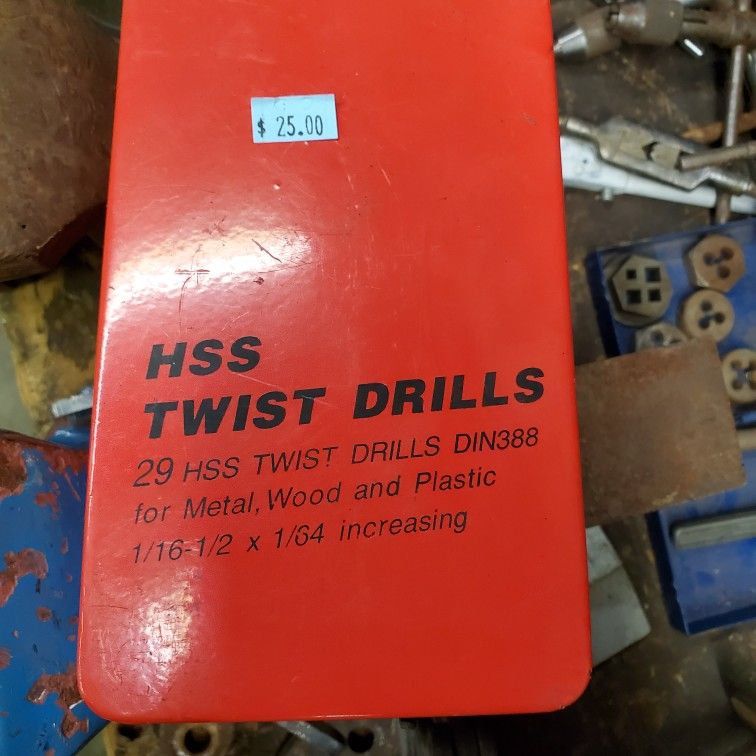 $ 25.00
HSS
TWIST DRILLS
29 HSS TWIST DRILLS DIN388
for Metal, Wood and Plastic
1/16-1/2 x 1/64 increasing